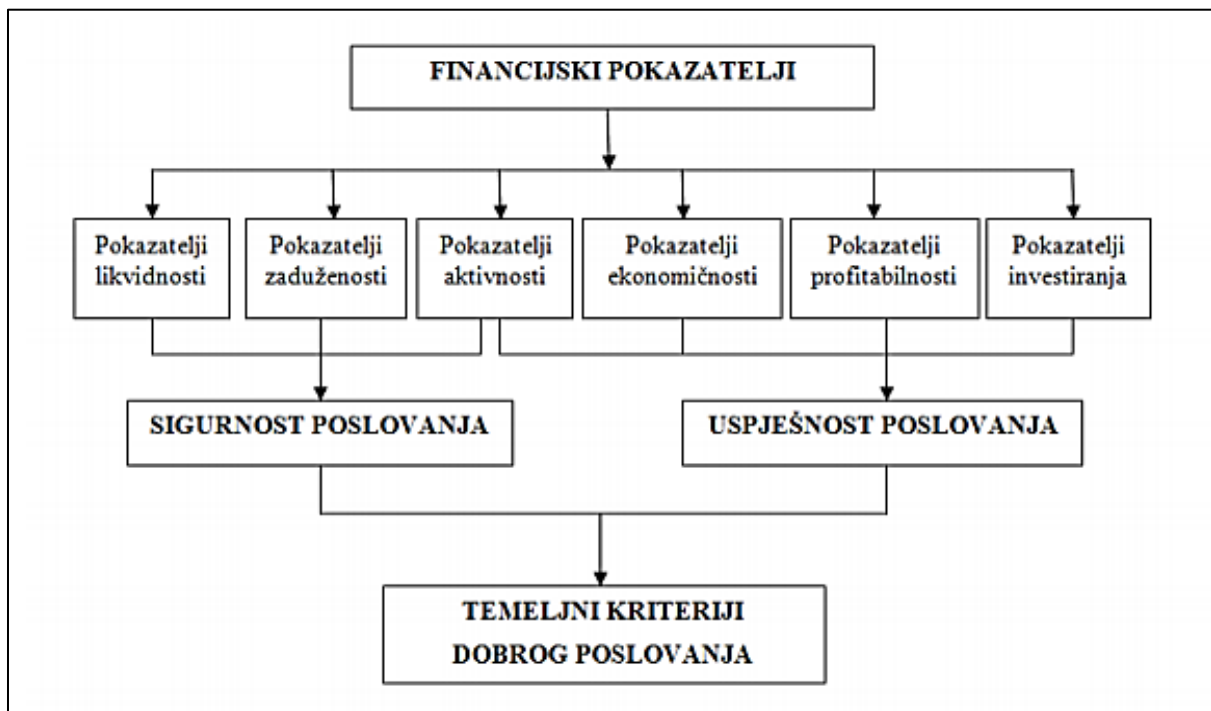 FINANCIJSKI POKAZATELJI
Pokazatelji
likvidnosti
Pokazatelji
zaduženosti
Pokazatelji
aktivnosti
Pokazatelji
ekonomičnosti
Pokazatelji
profitabilnosti
Pokazatelji
investiranja
SIGURNOST POSLOVANJA
USPJEŠNOST POSLOVANJA
TEMELJNI KRITERIJI
DOBROG POSLOVANJA